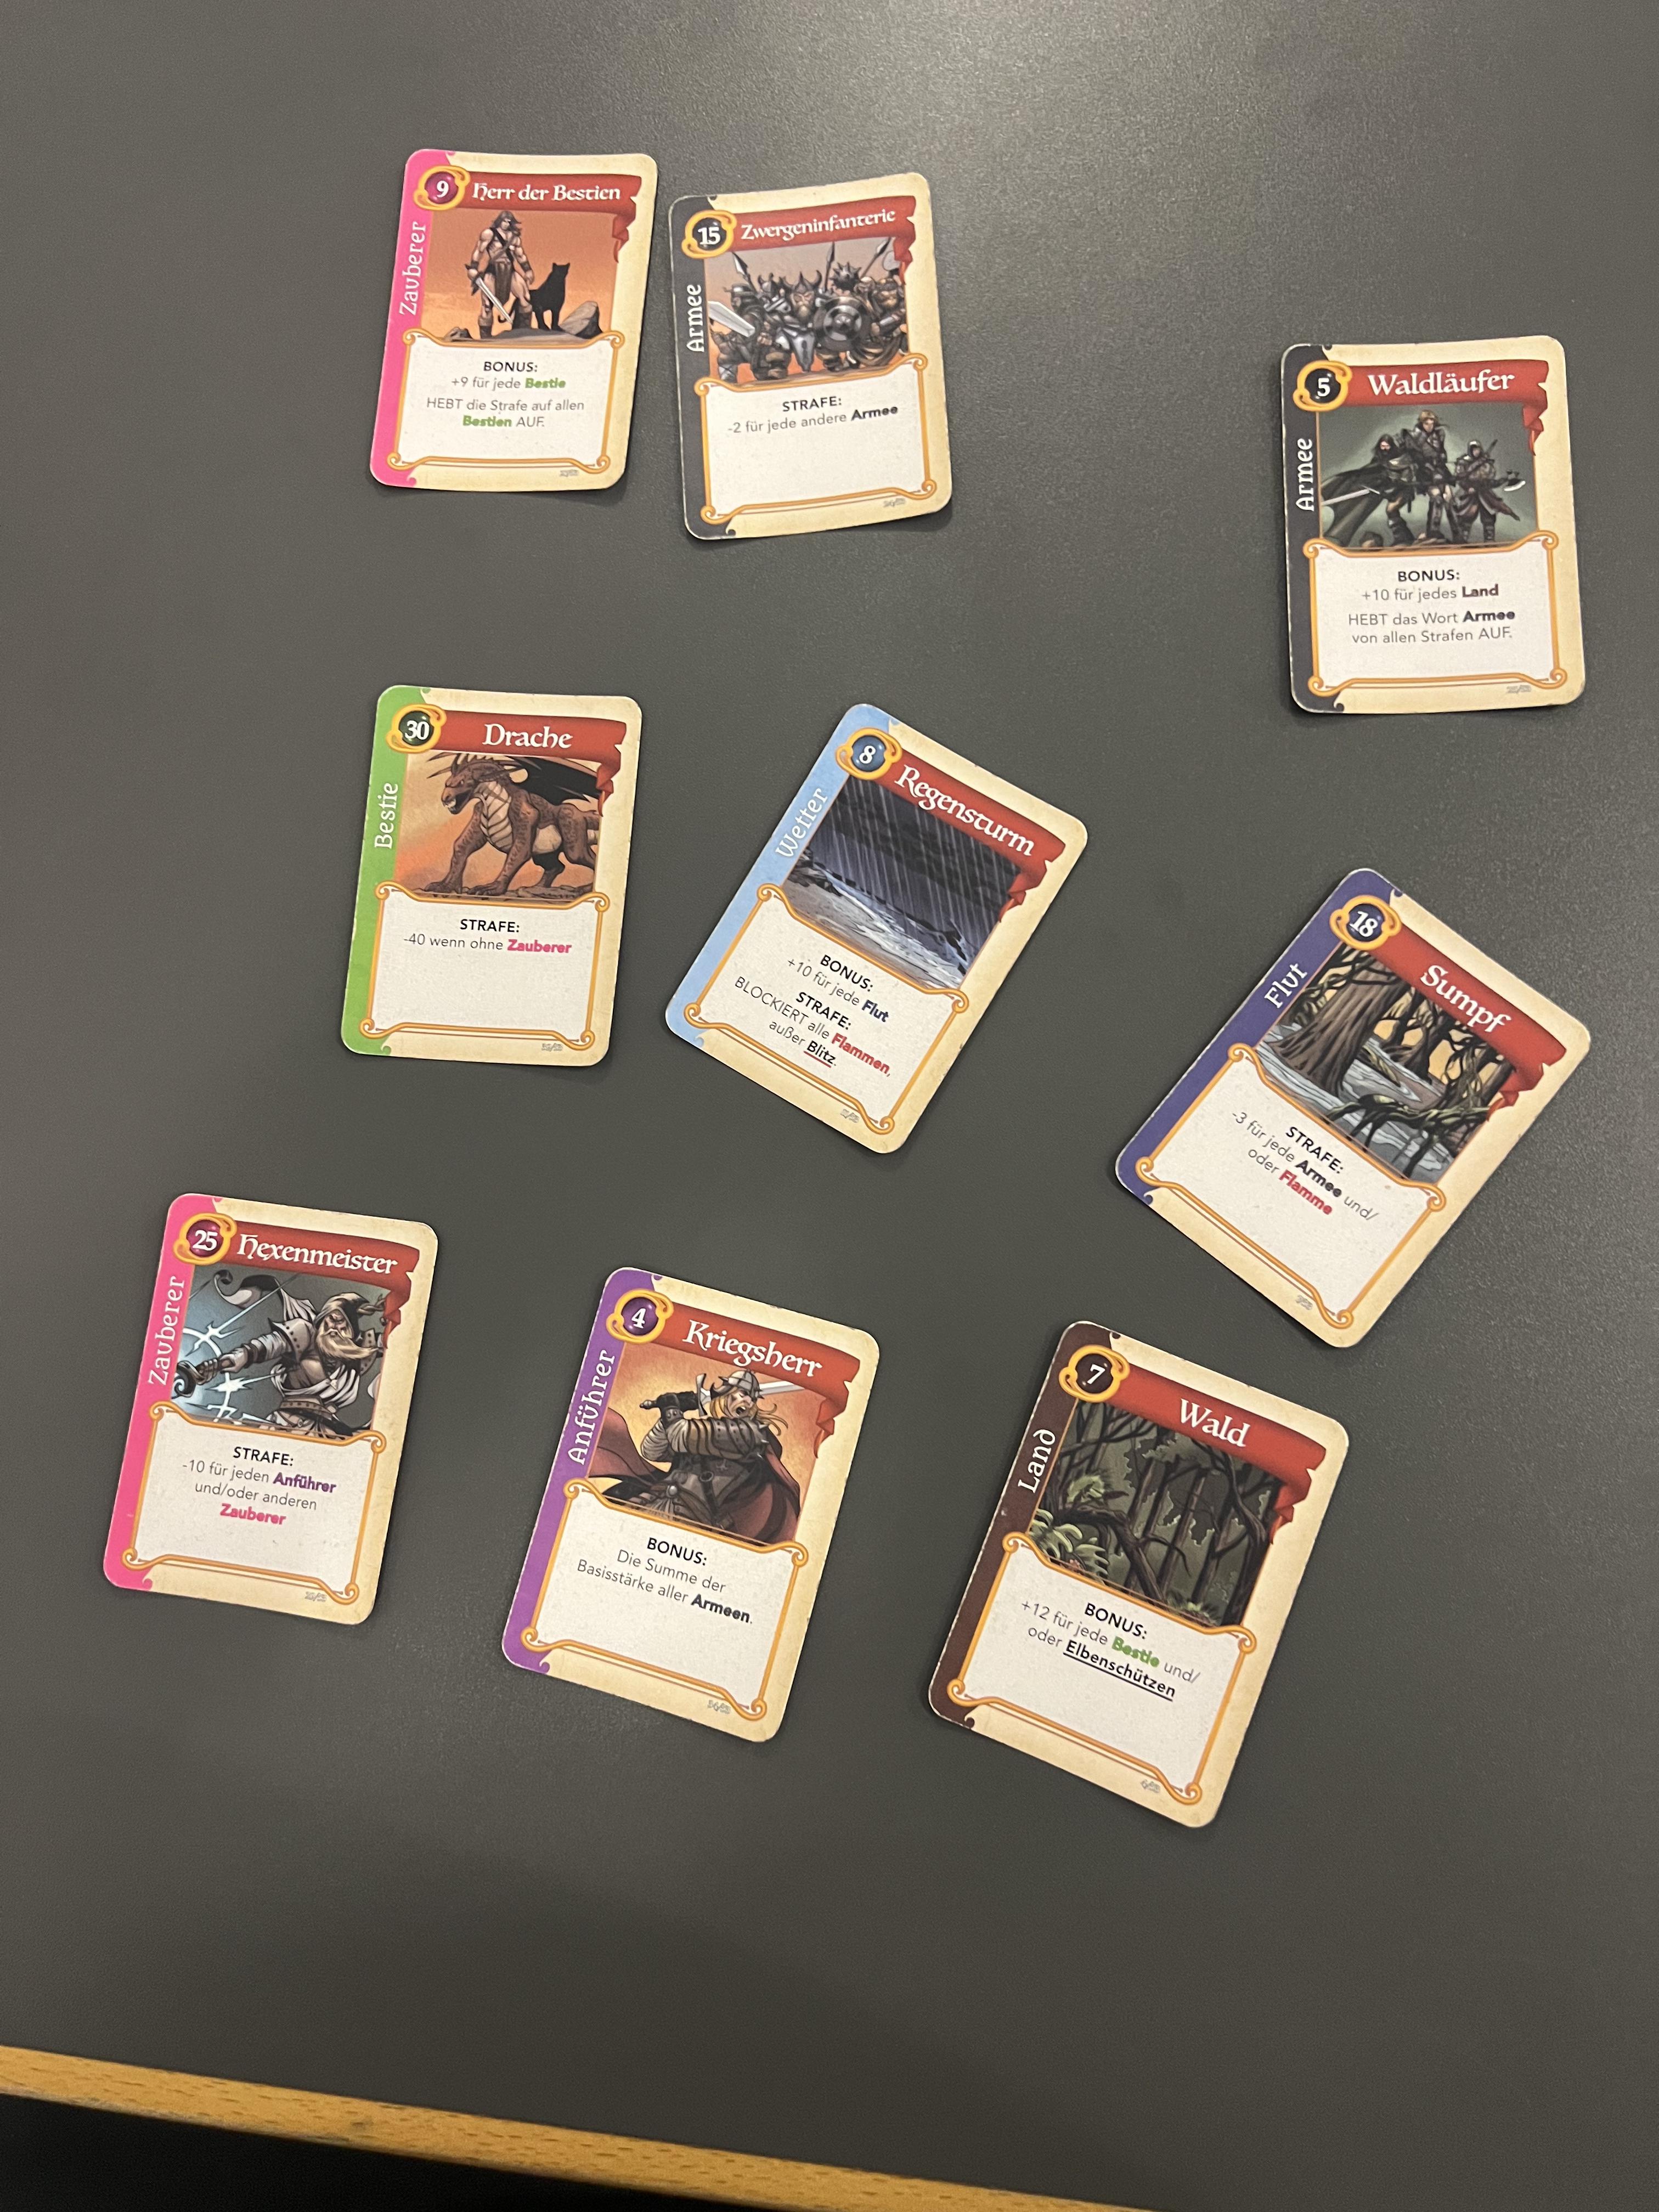 9
Herr der Bestien
Zauberer
BONUS:
+9 für jede Bestie
HEBT die Strafe auf allen
Bestien AUF.
15
Zwergeninfanterie
Armee
STRAFE:
-2 für jede andere Armee
5
Waldläufer
Armee
BONUS:
+10 für jedes Land
HEBT das Wort Armee
von allen Strafen AUF.
30
Drache
Bestie
STRAFE:
-40 wenn ohne Zauberer
8
Regensturm
Wetter
BONUS:
+10 für jede Flut
STRAFE:
BLOCKIERT alle Flammen,
außer Blitz.
18
Sumpf
Flut
STRAFE:
-3 für jede Armee und/
oder Flamme
25
Hexenmeister
Zauberer
STRAFE:
-10 für jeden Anführer
und/oder anderen
Zauberer
4
Kriegsherr
Anführer
BONUS:
Die Summe der
Basisstärke aller Armeen.
7
Wald
Land
BONUS:
+12 für jede Bestie und/
oder Elbenschützen